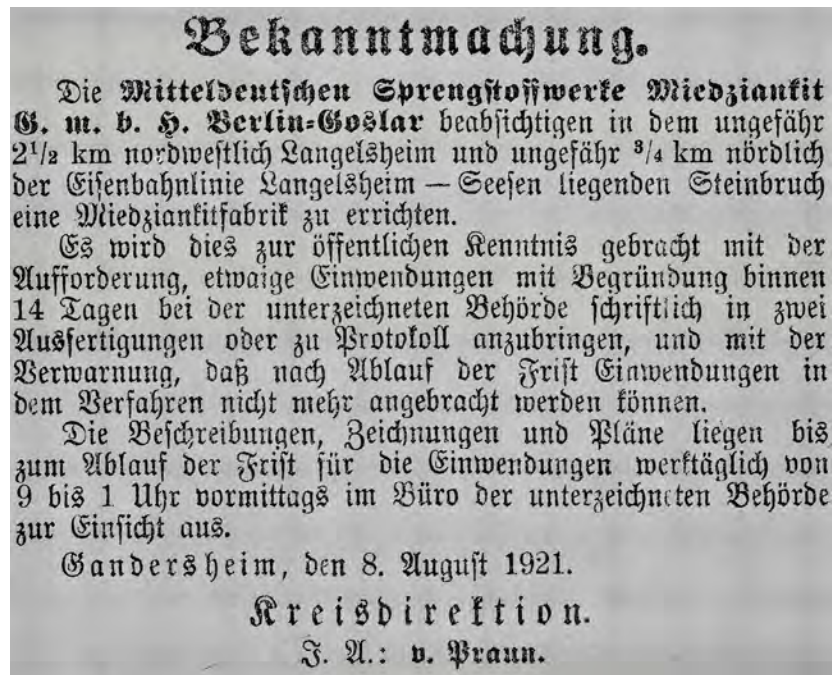 Bekanntmachung.
Die Mitteldeutschen Sprengstoffwerke Miedziankit
G. m. b. H. Berlin=Goslar beabsichtigen in dem ungefähr
2¹/₂ km nordwestlich Langelsheim und ungefähr ³/₄ km nördlich
der Eisenbahnlinie Langelsheim — Seesen liegenden Steinbruch
eine Miedziankitfabrik zu errichten.
Es wird dies zur öffentlichen Kenntnis gebracht mit der
Aufforderung, etwaige Einwendungen mit Begründung binnen
14 Tagen bei der unterzeichneten Behörde schriftlich in zwei
Ausfertigungen oder zu Protokoll anzubringen, und mit der
Verwarnung, daß nach Ablauf der Frist Einwendungen in
dem Verfahren nicht mehr angebracht werden können.
Die Beschreibungen, Zeichnungen und Pläne liegen bis
zum Ablauf der Frist für die Einwendungen werktäglich von
9 bis 1 Uhr vormittags im Büro der unterzeichneten Behörde
zur Einsicht aus.
Gandersheim, den 8. August 1921.
Kreisdirektion.
J. A.: v. Praun.